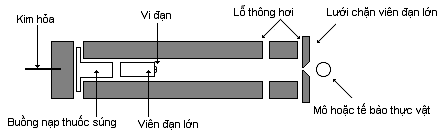 Kim hỏa
Vi đạn
Lỗ thông hơi
Lưới chặn viên đạn lớn
Buồng nạp thuốc súng
Viên đạn lớn
Mô hoặc tế bào thực vật